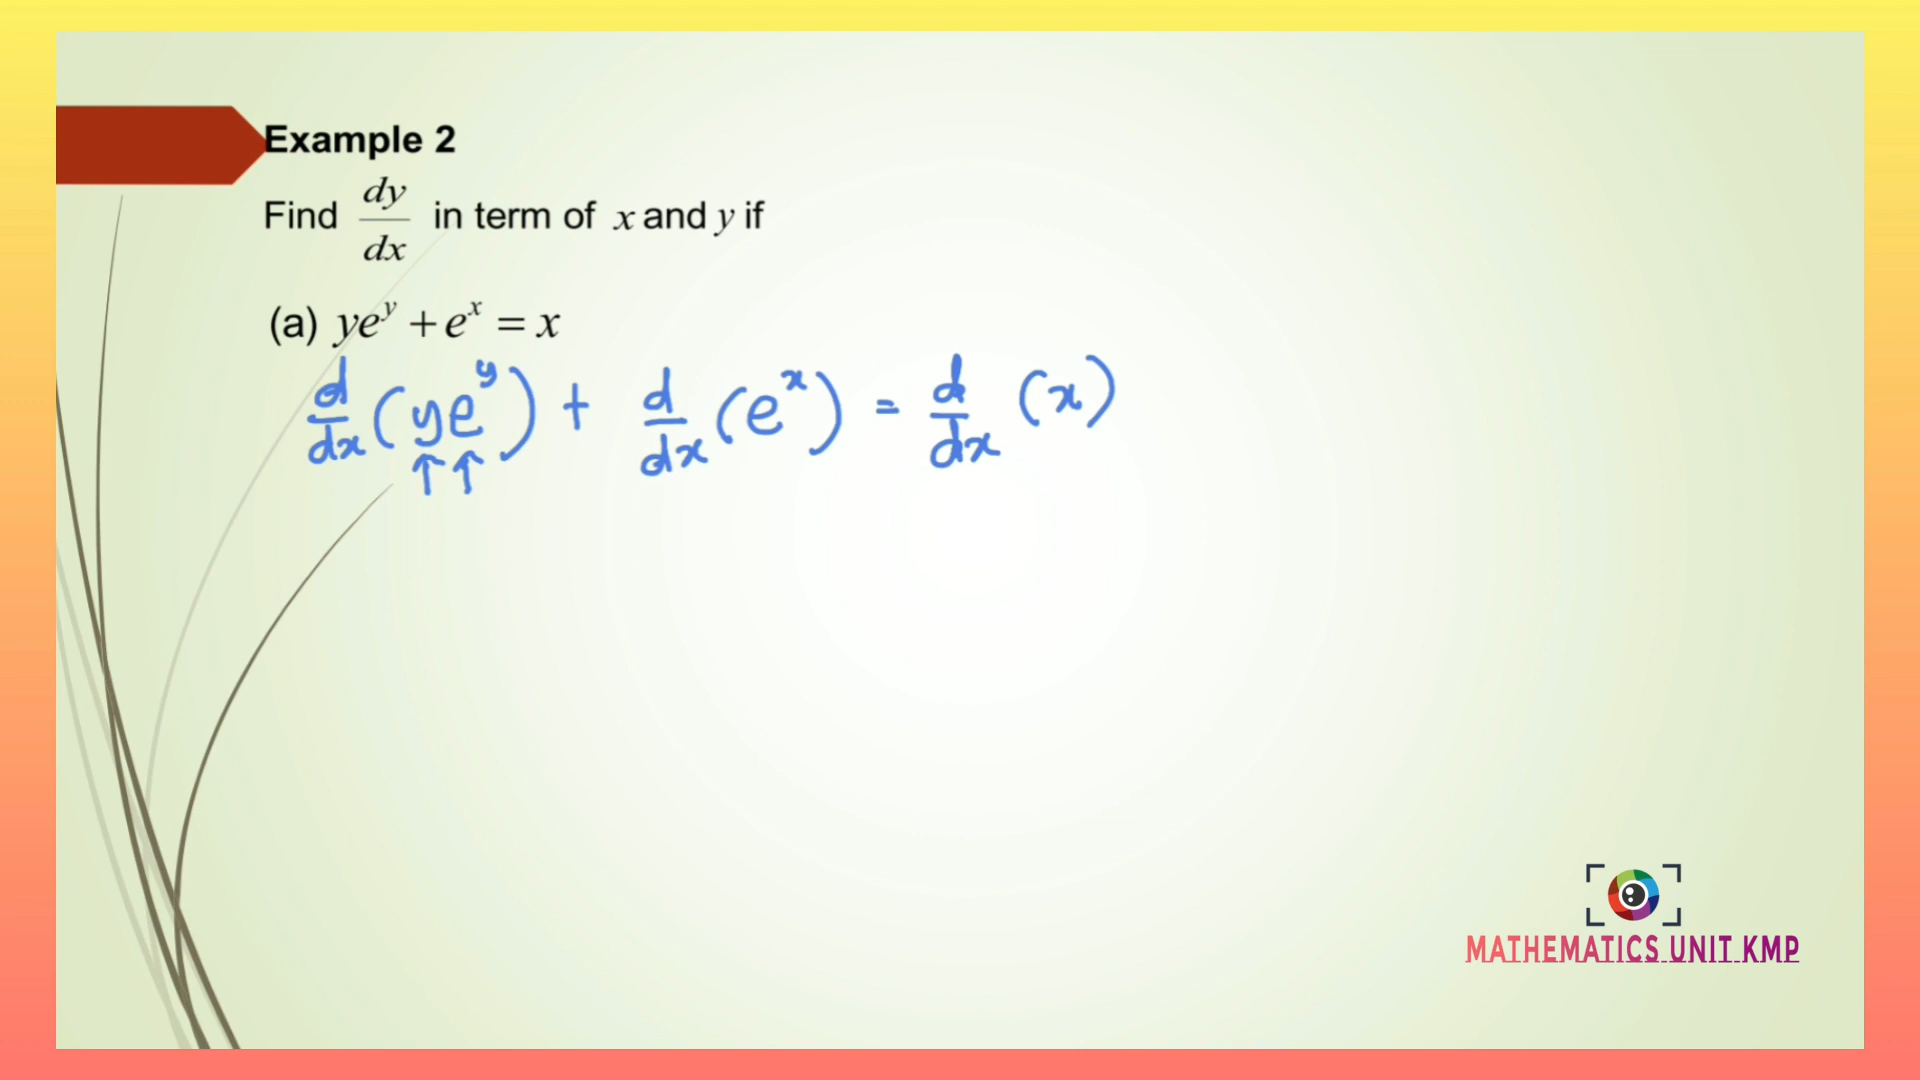 Example 2
Find dy/dx in term of x and y if
(a) ye^y + e^x = x
d/dx (ye^y) + d/dx (e^x) = d/dx (x)
↑↑
MATHEMATICS UNIT KMP